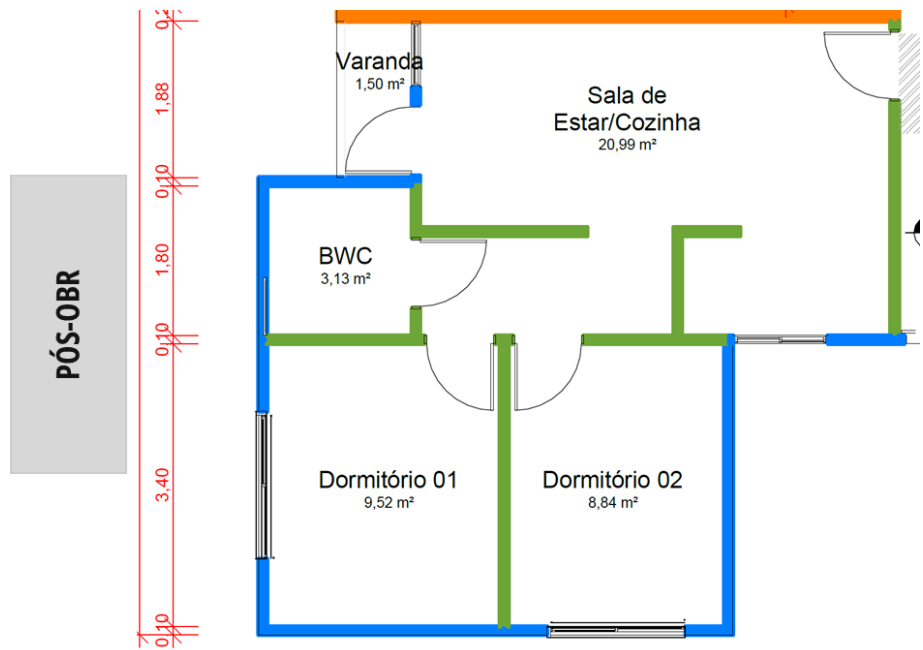 Varanda
1,50 m²
Sala de
Estar/Cozinha
20,99 m²
1,88
0,10
BWC
3,13 m²
1,80
0,10
PÓS-OBR
Dormitório 01
9,52 m²
Dormitório 02
8,84 m²
3,40
0,10